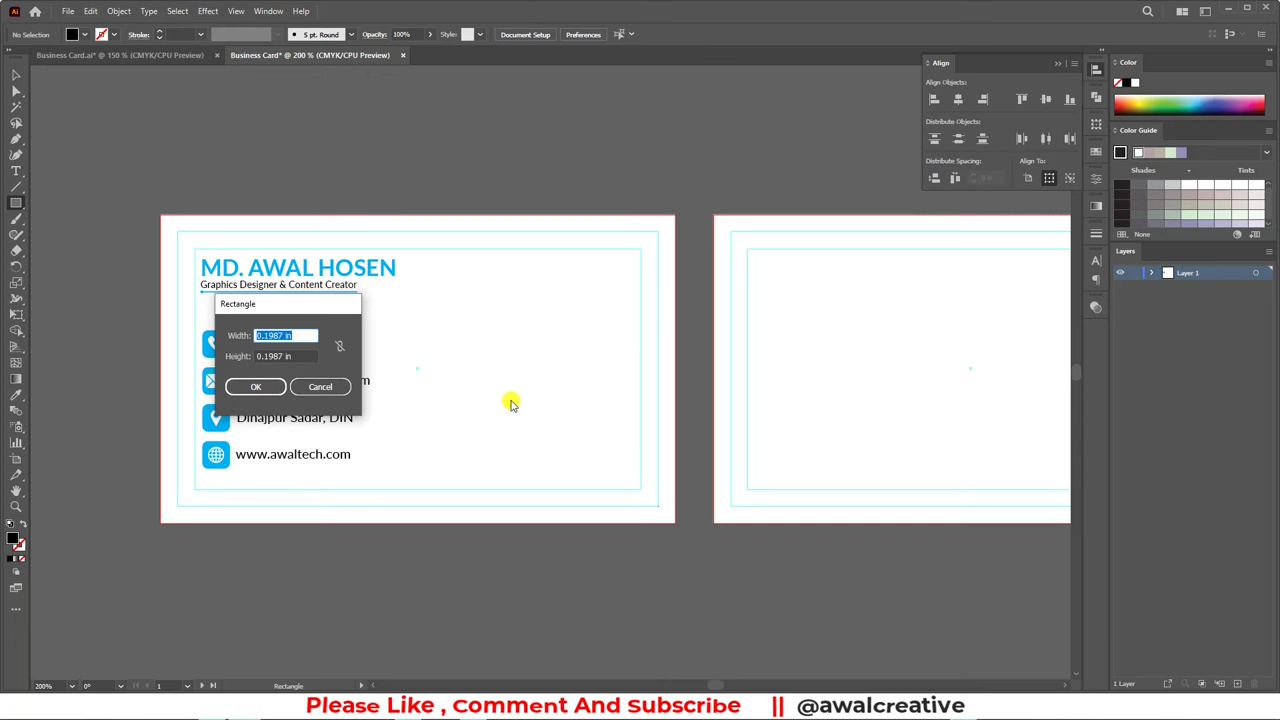 Ai File Edit Object Type Select Effect View Window Help
No Selection Stroke: 5 pt. Round Opacity: 100% Style: Document Setup Preferences
Business Card.ai* @ 150 % (CMYK/CPU Preview) × Business Card* @ 200 % (CMYK/CPU Preview) ×
Align
Align Objects:
Distribute Objects:
Distribute Spacing: Align To:
Color
Color Guide
Shades Tints
None
Layers
Layer 1
MD. AWAL HOSEN
Graphics Designer & Content Creator
Rectangle
Width: 0.1987 in
Height: 0.1987 in
OK Cancel
Dinajpur Sadar, DIN
www.awaltech.com
200% 0° 1 Rectangle
1 Layer
Please Like , Comment And Subscribe || @awalcreative